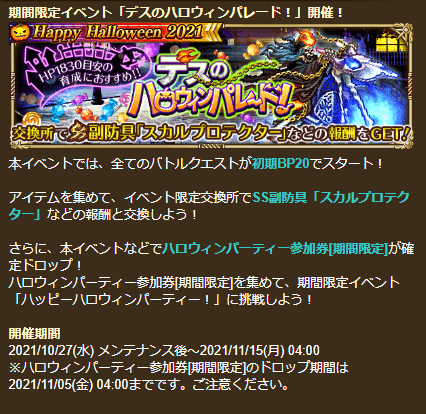 期間限定イベント「デスのハロウィンパレード！」開催！
Happy Halloween 2021
HP1830目安の
育成におすすめ!!
デスの
ハロウィンパレード!
交換所でSS副防具「スカルプロテクター」などの報酬をGET!
本イベントでは、全てのバトルクエストが初期BP20でスタート！
アイテムを集めて、イベント限定交換所でSS副防具「スカルプロテク
ター」などの報酬と交換しよう！
さらに、本イベントなどでハロウィンパーティー参加券[期間限定]が確
定ドロップ！
ハロウィンパーティー参加券[期間限定]を集めて、期間限定イベント
「ハッピーハロウィンパーティー！」に挑戦しよう！
開催期間
2021/10/27(水) メンテナンス後～2021/11/15(月) 04:00
※ハロウィンパーティー参加券[期間限定]のドロップ期間は
2021/11/05(金) 04:00までです。ご注意ください。